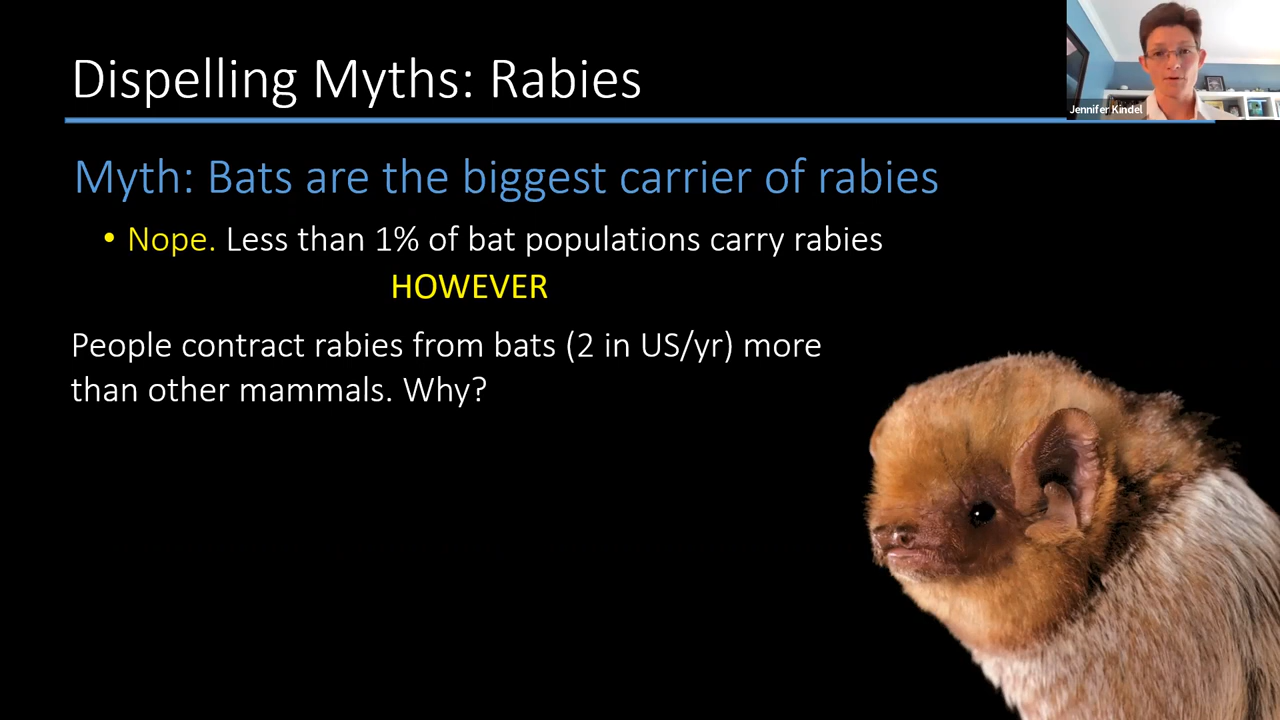 Dispelling Myths: Rabies
Jennifer Kindel
Myth: Bats are the biggest carrier of rabies
• Nope. Less than 1% of bat populations carry rabies
HOWEVER
People contract rabies from bats (2 in US/yr) more
than other mammals. Why?